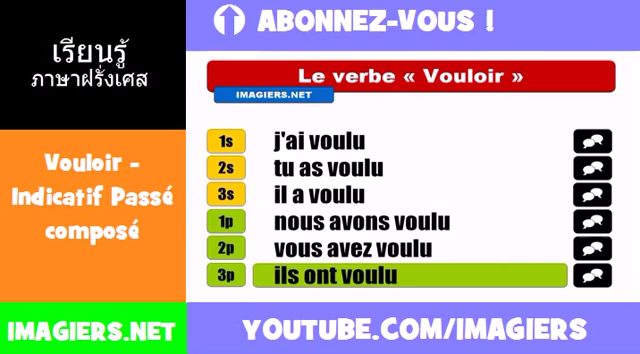 เรียนรู้
ภาษาฝรั่งเศส
Vouloir -
Indicatif Passé
composé
IMAGIERS.NET
ABONNEZ-VOUS !
Le verbe « Vouloir »
IMAGIERS.NET
1s j'ai voulu
2s tu as voulu
3s il a voulu
1p nous avons voulu
2p vous avez voulu
3p ils ont voulu
YOUTUBE.COM/IMAGIERS